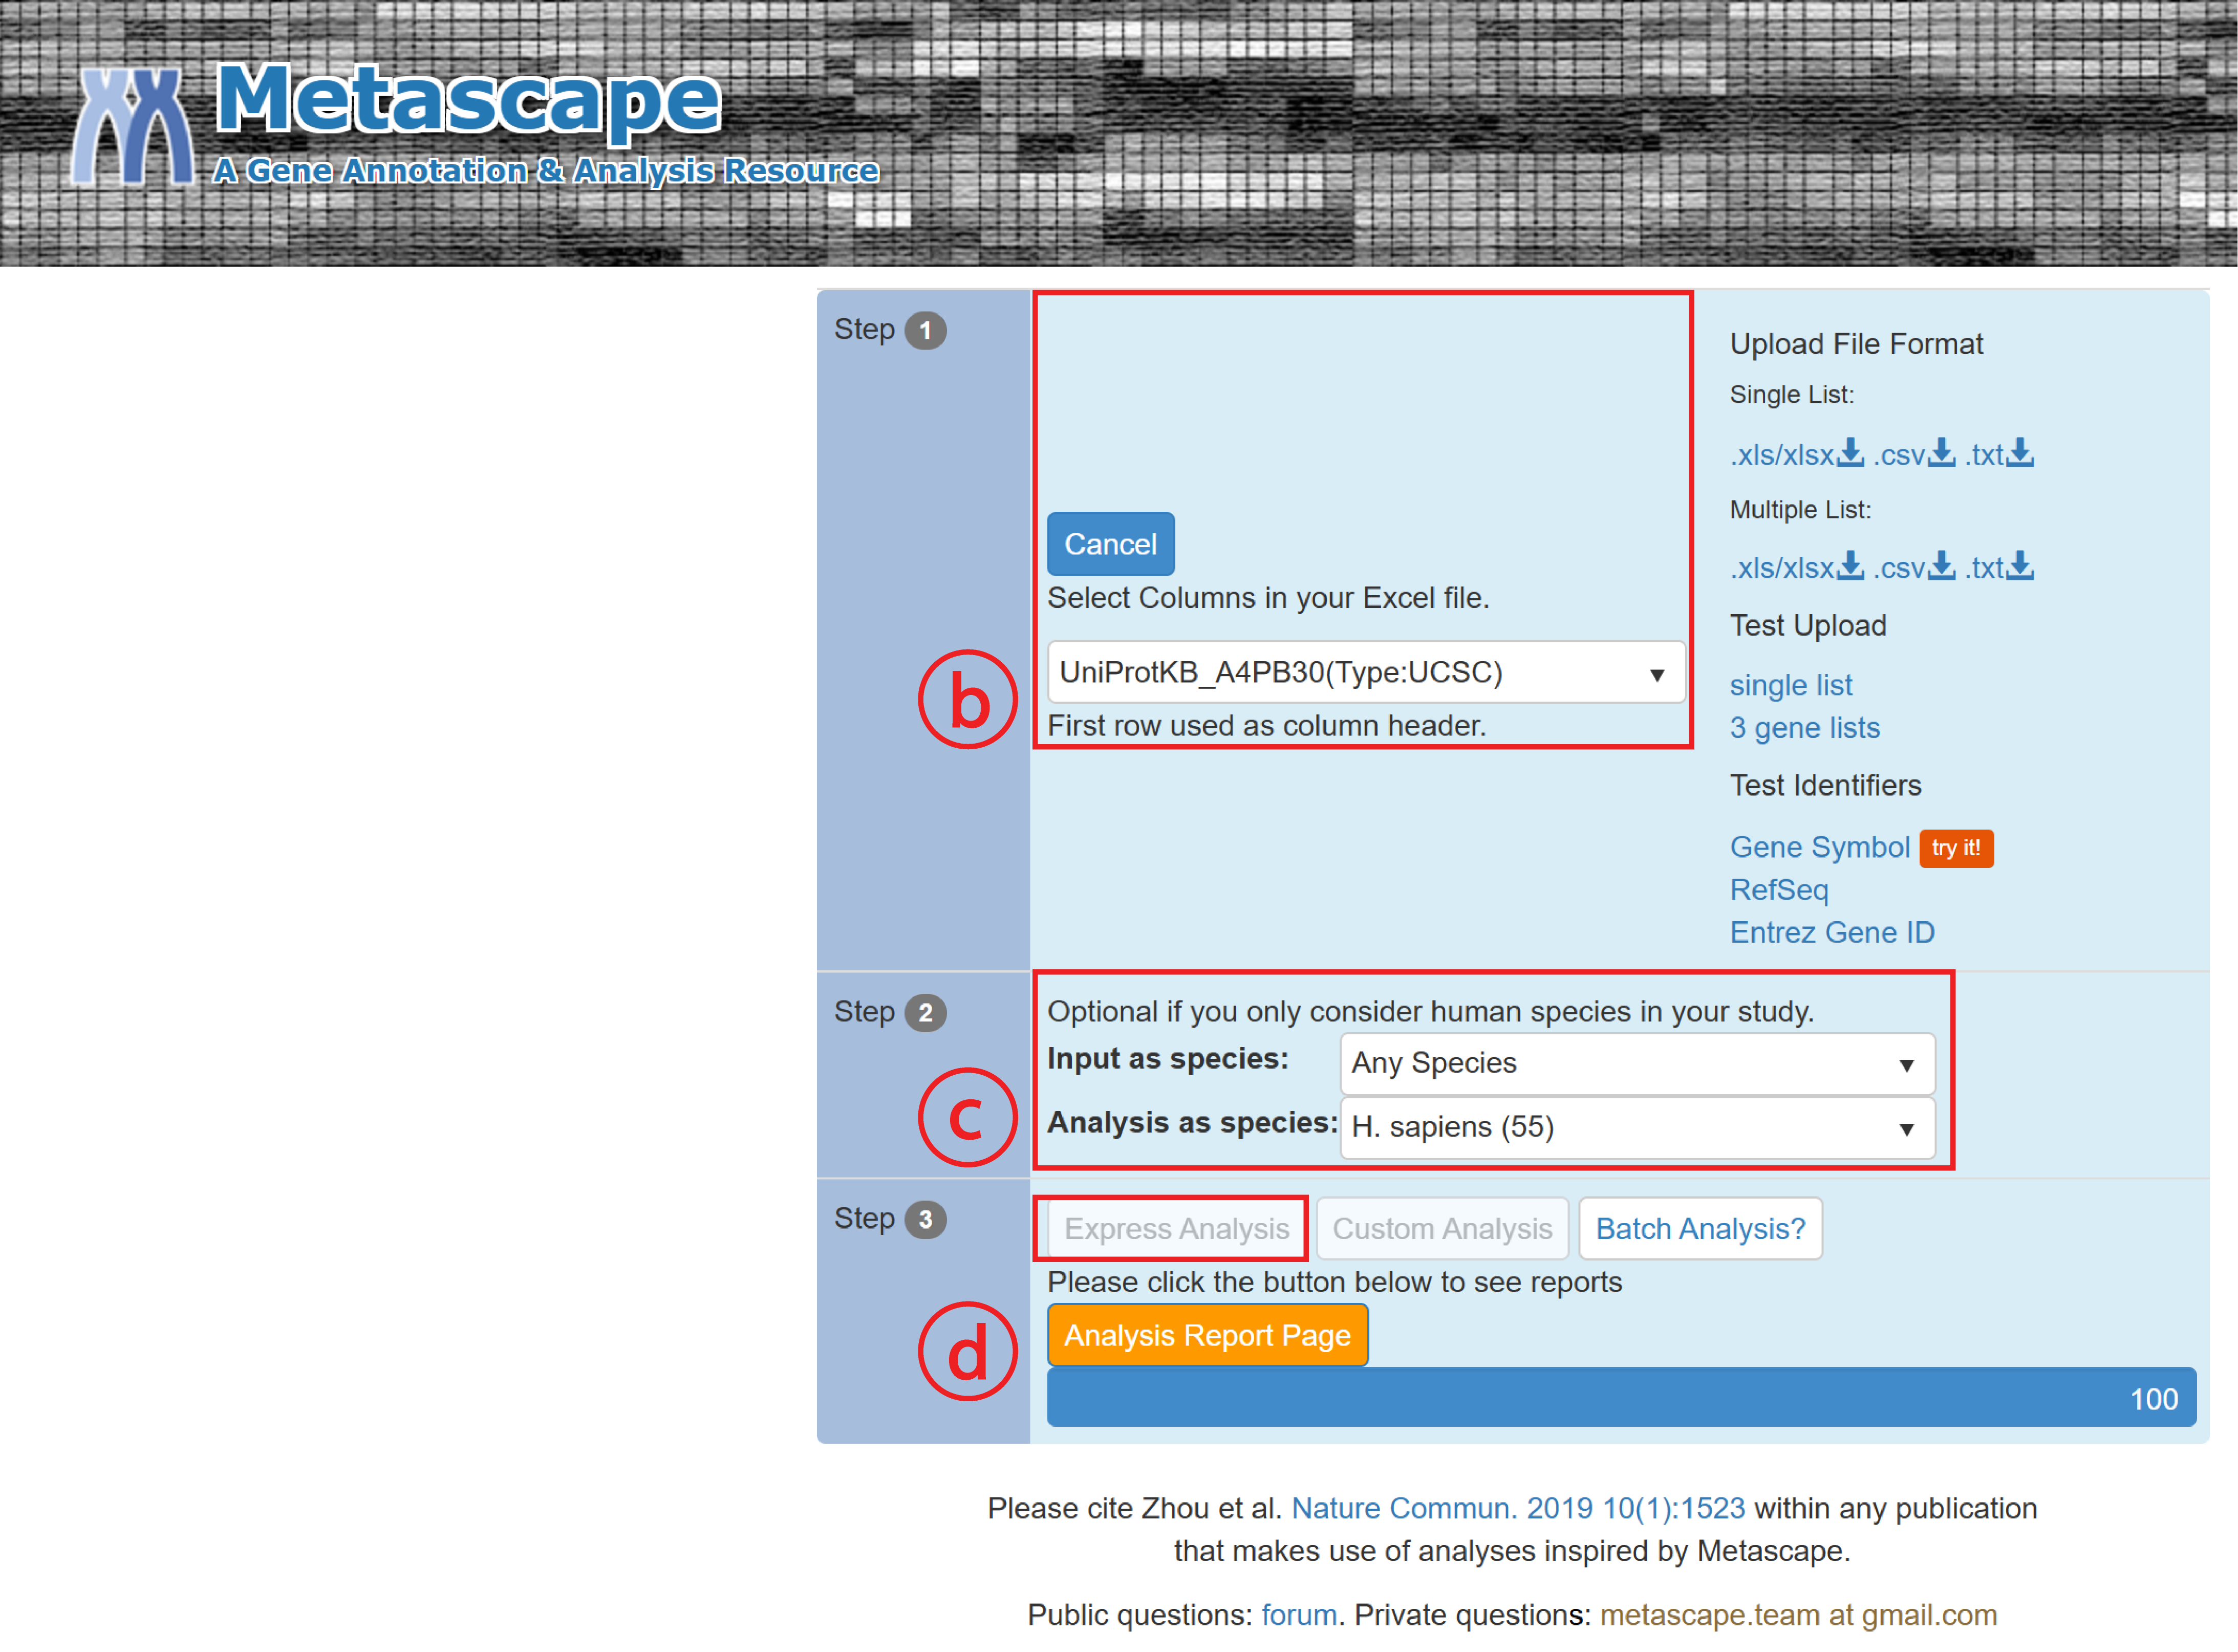 Metascape
A Gene Annotation & Analysis Resource
Step 1
Cancel
Select Columns in your Excel file.
UniProtKB_A4PB30(Type:UCSC)
First row used as column header.
b
Upload File Format
Single List:
.xls/xlsx .csv .txt
Multiple List:
.xls/xlsx .csv .txt
Test Upload
single list
3 gene lists
Test Identifiers
Gene Symbol try it!
RefSeq
Entrez Gene ID
Step 2
Optional if you only consider human species in your study.
Input as species: Any Species
Analysis as species: H. sapiens (55)
c
Step 3
Express Analysis Custom Analysis Batch Analysis?
Please click the button below to see reports
Analysis Report Page
d
100
Please cite Zhou et al. Nature Commun. 2019 10(1):1523 within any publication
that makes use of analyses inspired by Metascape.
Public questions: forum. Private questions: metascape.team at gmail.com